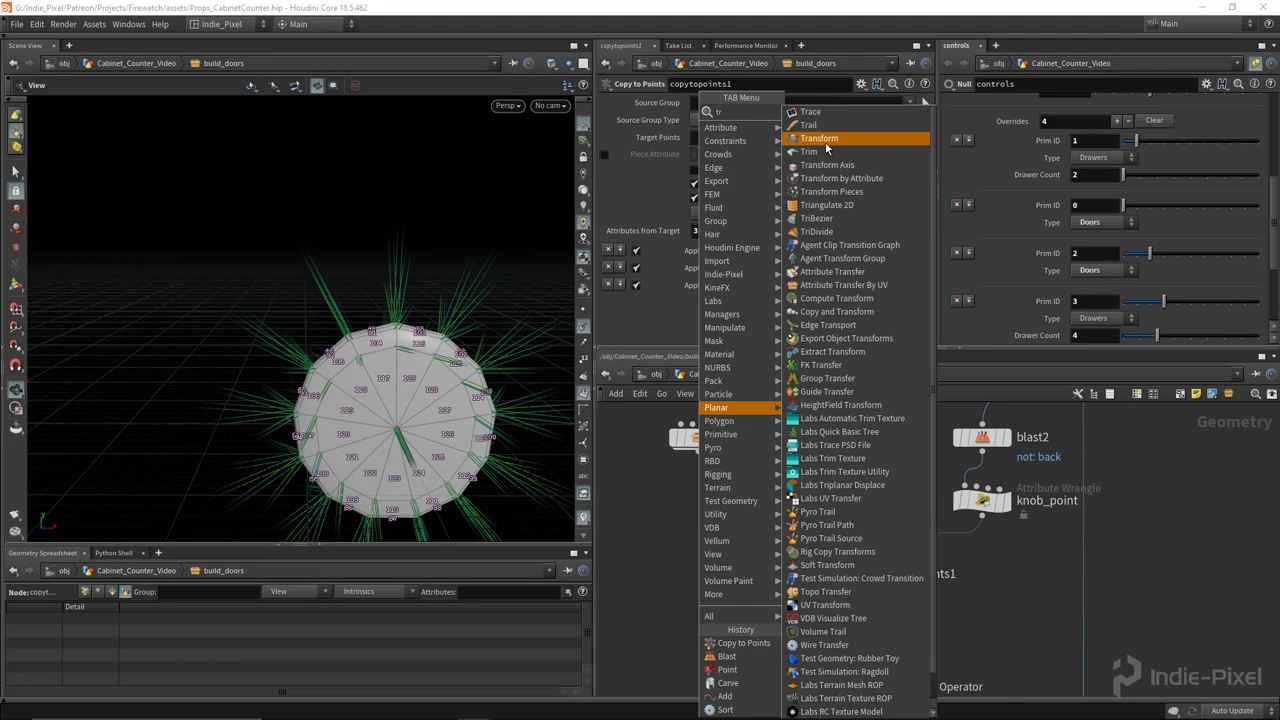 G:/Indie_Pixel/Patreon/Projects/Firewatch/assets/Props_CabinetCounter.hip - Houdini Core 18.5.462
File Edit Render Assets Windows Help Indie_Pixel Main Main
Scene View
obj Cabinet_Counter_Video build_doors
View
Persp No cam
Geometry Spreadsheet Python Shell
obj Cabinet_Counter_Video build_doors
Node: copyt... Group: View Intrinsics Attributes:
Detail
copytopoints1 Take List Performance Monitor
obj Cabinet_Counter_Video build_doors
Copy to Points copytopoints1
Source Group
Source Group Type
Target Points
Piece Attribute
Attributes from Target 3
Appl
Appl
Appl
/obj/Cabinet_Counter_Video/build
obj
Add Edit Go View
TAB Menu
tr
Attribute
Constraints
Crowds
Edge
Export
FEM
Fluid
Group
Hair
Houdini Engine
Import
Indie-Pixel
KineFX
Labs
Managers
Manipulate
Mask
Material
NURBS
Pack
Particle
Planar
Polygon
Primitive
Pyro
RBD
Rigging
Terrain
Test Geometry
Utility
VDB
Vellum
View
Volume
Volume Paint
More
All
History
Copy to Points
Blast
Point
Carve
Add
Sort
Trace
Trail
Transform
Trim
Transform Axis
Transform by Attribute
Transform Pieces
Triangulate 2D
TriBezier
TriDivide
Agent Clip Transition Graph
Agent Transform Group
Attribute Transfer
Attribute Transfer By UV
Compute Transform
Copy and Transform
Edge Transport
Export Object Transforms
Extract Transform
FK Transfer
Group Transfer
Guide Transfer
HeightField Transform
Labs Automatic Trim Texture
Labs Quick Basic Tree
Labs Trace PSD File
Labs Trim Texture
Labs Trim Texture Utility
Labs Triplanar Displace
Labs UV Transfer
Pyro Trail
Pyro Trail Path
Pyro Trail Source
Rig Copy Transforms
Soft Transform
Test Simulation: Crowd Transition
Topo Transfer
UV Transform
VDB Visualize Tree
Volume Trail
Wire Transfer
Test Geometry: Rubber Toy
Test Simulation: Ragdoll
Labs Terrain Mesh ROP
Labs Terrain Texture ROP
Labs RC Texture Model
controls
obj Cabinet_Counter_Video
Null controls
Overrides 4 Clear
Prim ID 1
Type Drawers
Drawer Count 2
Prim ID 0
Type Doors
Prim ID 2
Type Doors
Prim ID 3
Type Drawers
Drawer Count 4
Geometry
blast2
not: back
Attribute Wrangle
knob_point
Operator
Indie-Pixel
Auto Update